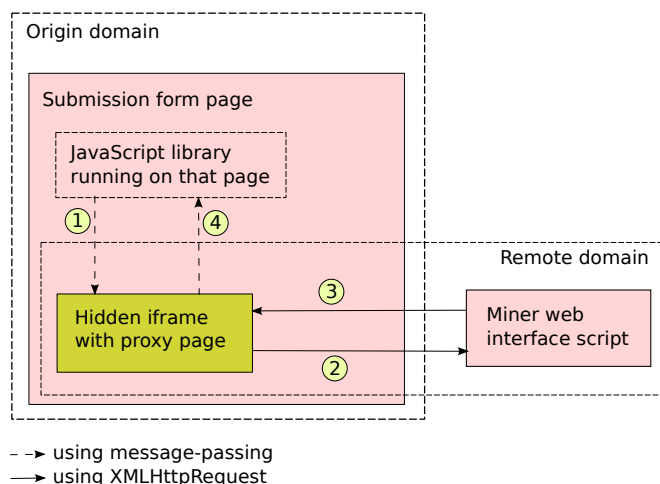 Origin domain
Submission form page
JavaScript library
running on that page
1
4
Remote domain
3
Hidden iframe
with proxy page
Miner web
interface script
2
using message-passing
using XMLHttpRequest